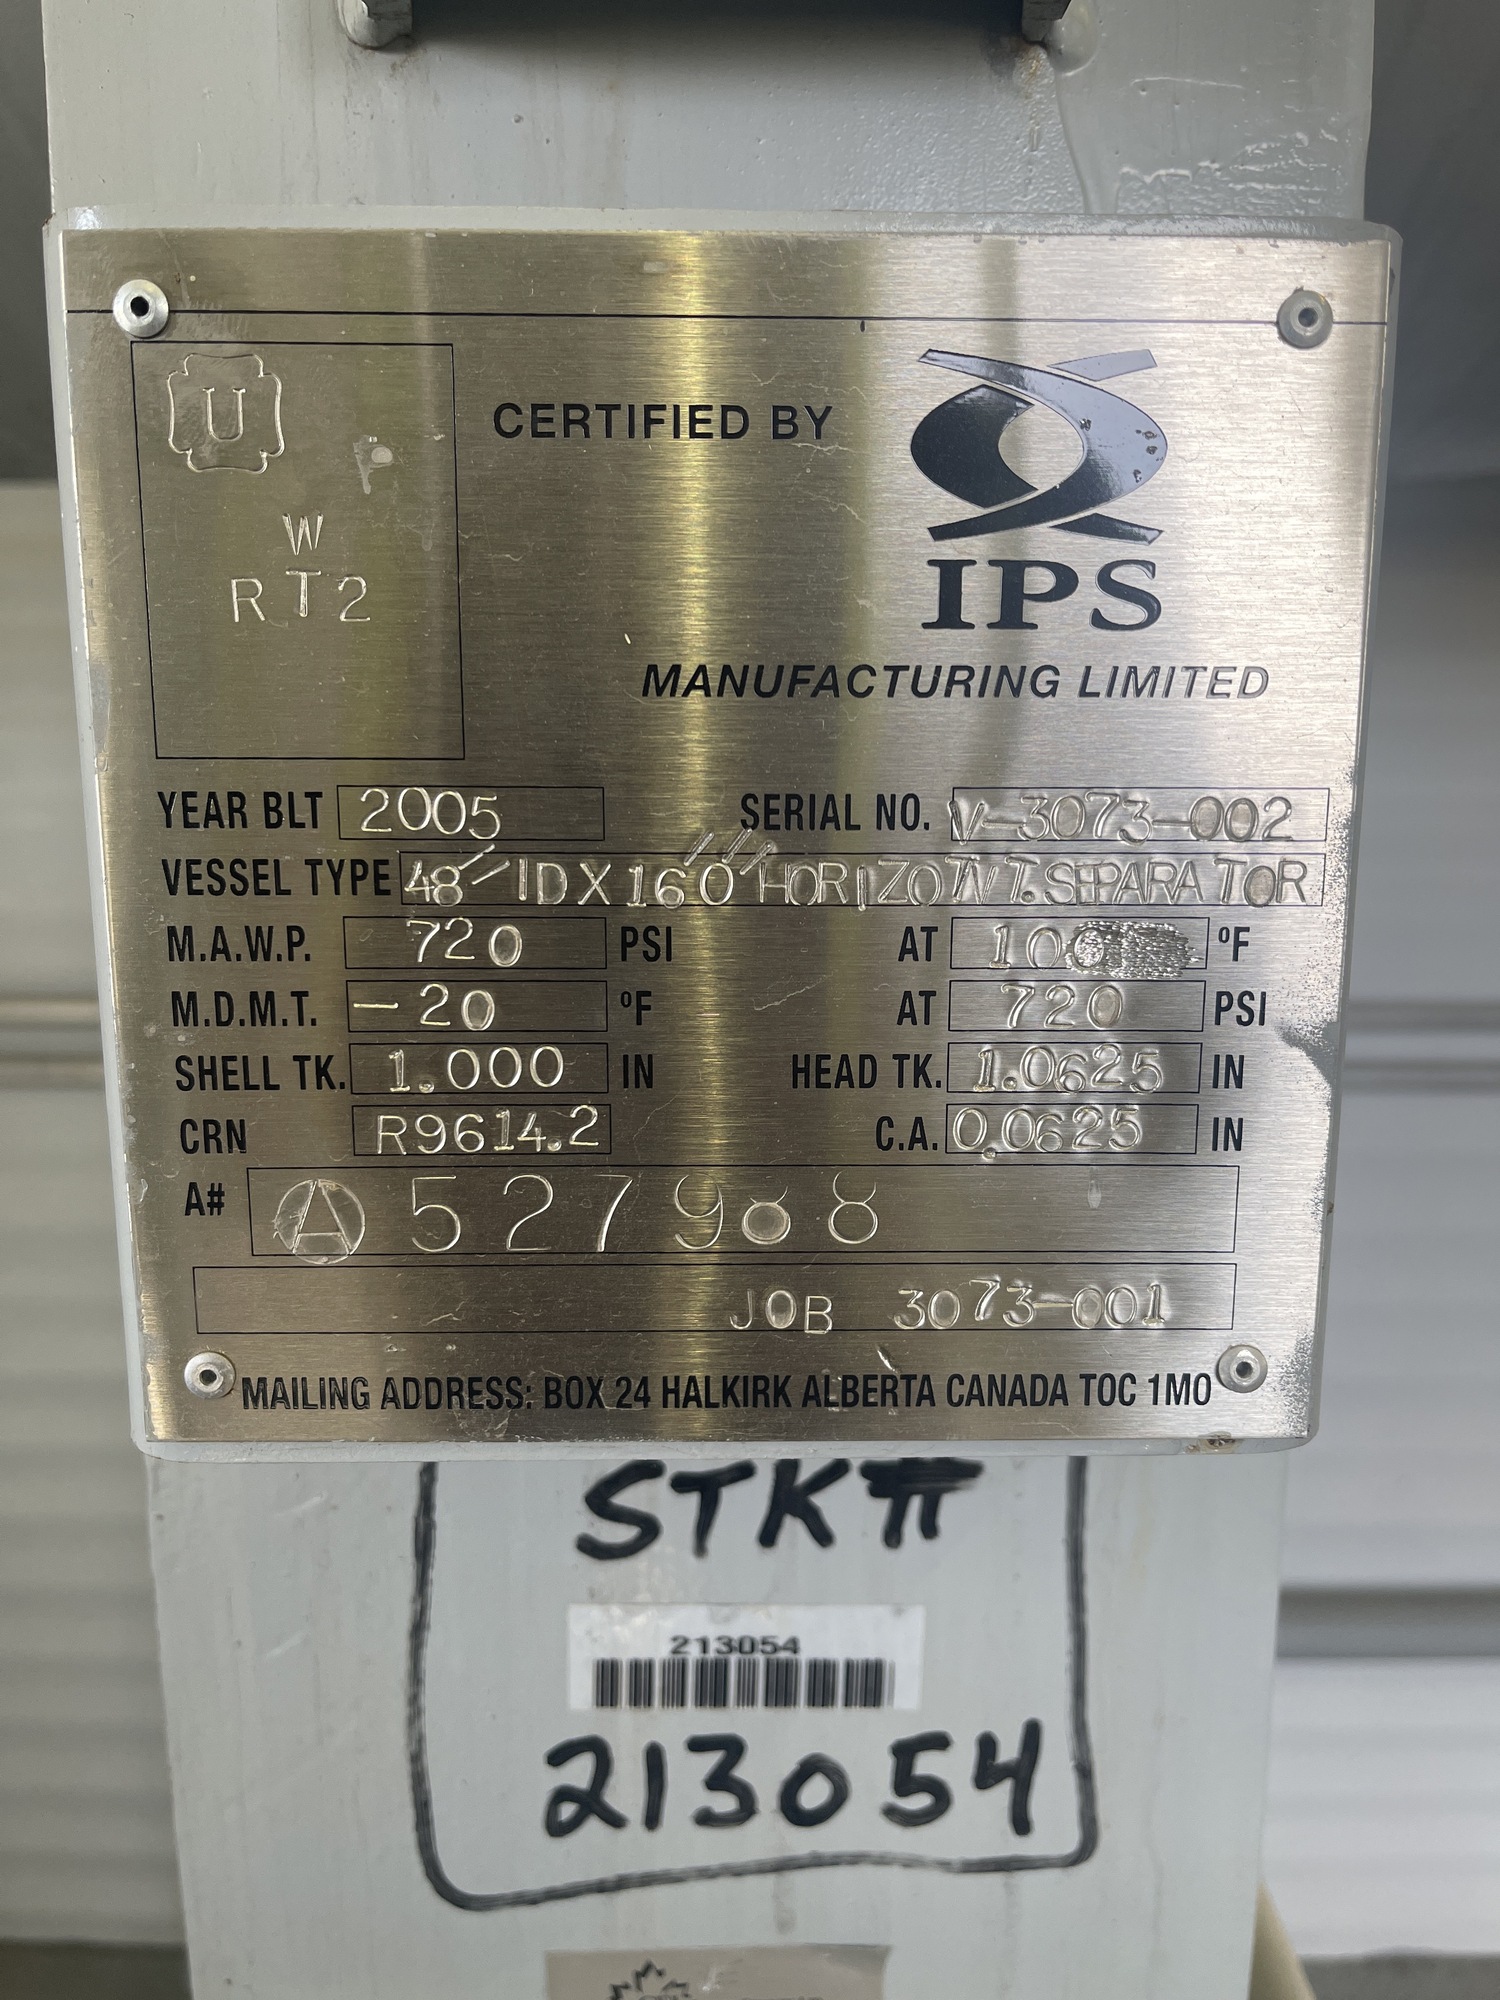 U
W
RT2
CERTIFIED BY
IPS
MANUFACTURING LIMITED
YEAR BLT 2005 SERIAL NO. V-3073-002
VESSEL TYPE 48" IDX160" HORIZONT.SEPARATOR
M.A.W.P. 720 PSI AT 100 ºF
M.D.M.T. -20 ºF AT 720 PSI
SHELL TK. 1.000 IN HEAD TK. 1.0625 IN
CRN R9614.2 C.A. 0.0625 IN
A# A
JOB 3073-001
MAILING ADDRESS: BOX 24 HALKIRK ALBERTA CANADA TOC 1MO
STK#
213054
213054